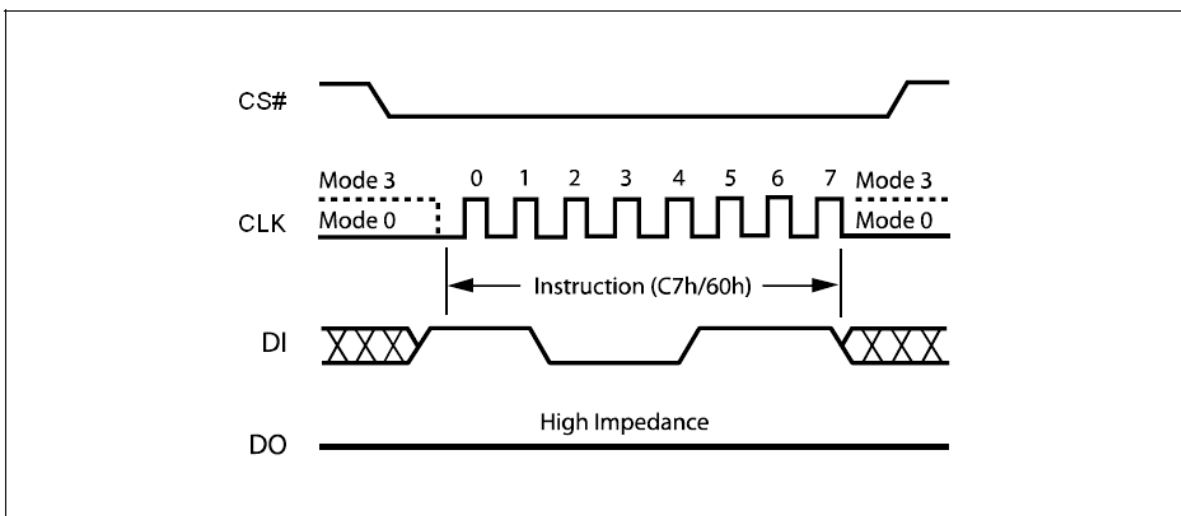 CS#
Mode 3 0 1 2 3 4 5 6 7 Mode 3
CLK Mode 0 Mode 0
Instruction (C7h/60h)
DI
High Impedance
DO